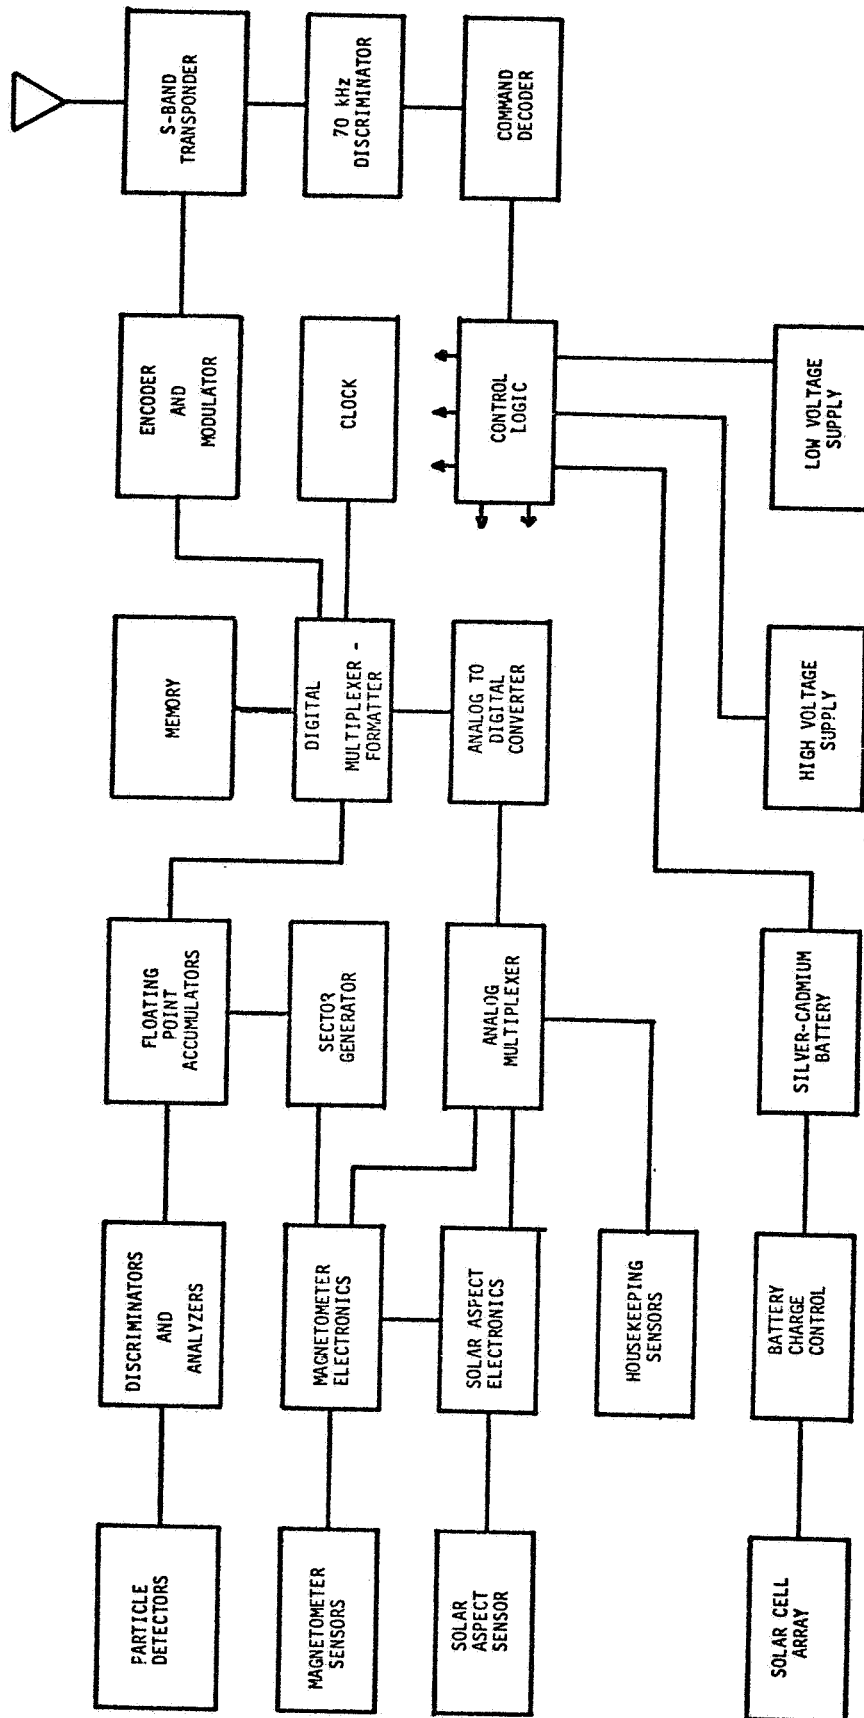 PARTICLE
DETECTORS
DISCRIMINATORS
AND
ANALYZERS
FLOATING
POINT
ACCUMULATORS
MEMORY
ENCODER
AND
MODULATOR
S-BAND
TRANSPONDER
MAGNETOMETER
SENSORS
MAGNETOMETER
ELECTRONICS
SECTOR
GENERATOR
DIGITAL
MULTIPLEXER -
FORMATTER
CLOCK
70 kHz
DISCRIMINATOR
SOLAR
ASPECT
SENSOR
SOLAR ASPECT
ELECTRONICS
ANALOG
MULTIPLEXER
ANALOG TO
DIGITAL
CONVERTER
CONTROL
LOGIC
COMMAND
DECODER
HOUSEKEEPING
SENSORS
SOLAR CELL
ARRAY
BATTERY
CHARGE
CONTROL
SILVER-CADMIUM
BATTERY
HIGH VOLTAGE
SUPPLY
LOW VOLTAGE
SUPPLY